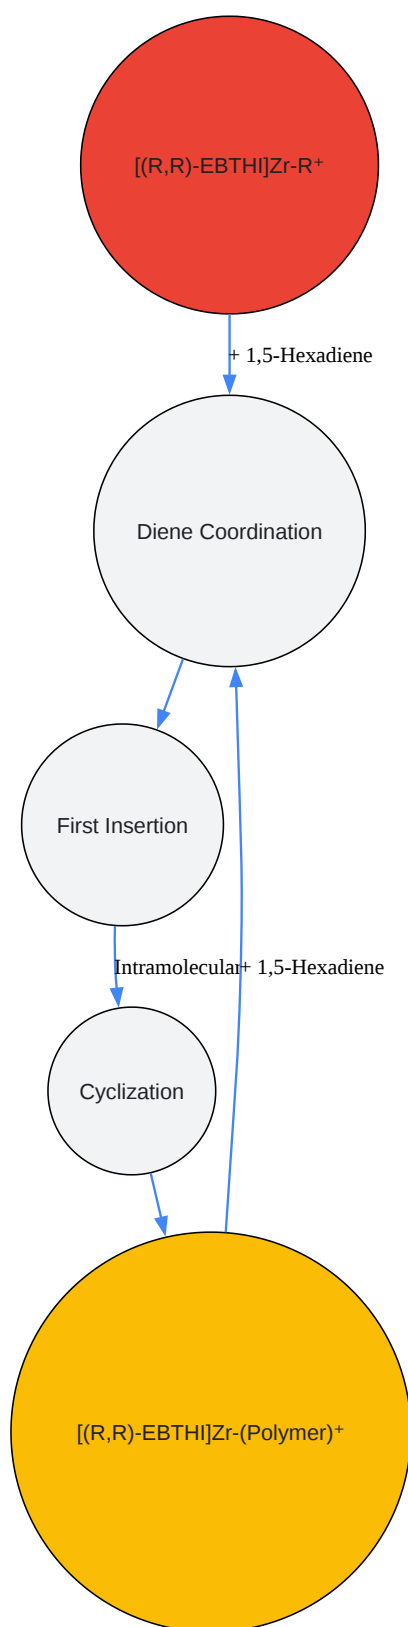 [(R,R)-EBTHI]Zr-R⁺
+ 1,5-Hexadiene
Diene Coordination
First Insertion
Intramolecular
+ 1,5-Hexadiene
Cyclization
[(R,R)-EBTHI]Zr-(Polymer)⁺